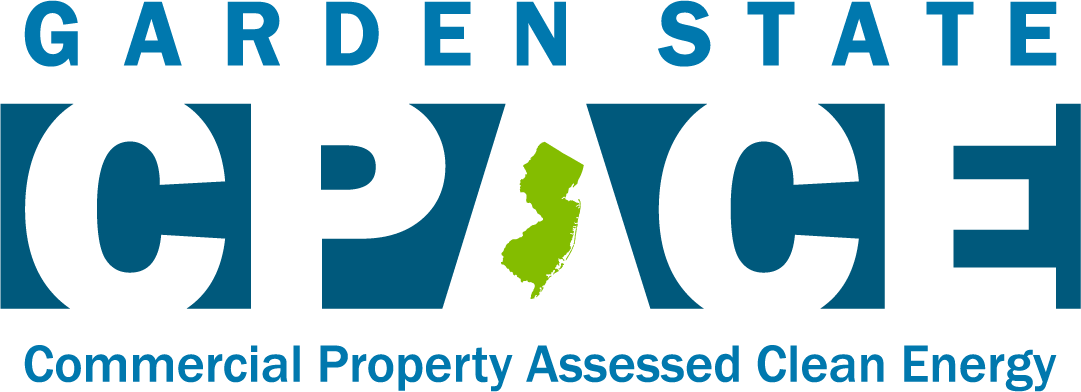 GARDEN STATE
CPACE
Commercial Property Assessed Clean Energy